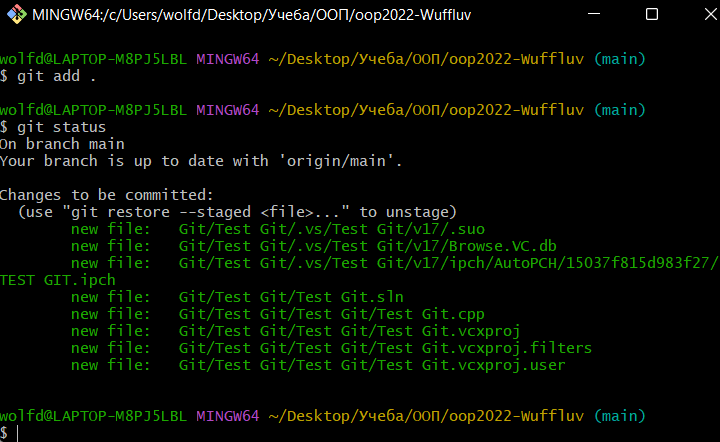 MINGW64:/c/Users/wolfd/Desktop/Учеба/ООП/oop2022-Wuffluv
wolfd@LAPTOP-M8PJ5LBL MINGW64 ~/Desktop/Учеба/ООП/oop2022-Wuffluv (main)
$ git add .
wolfd@LAPTOP-M8PJ5LBL MINGW64 ~/Desktop/Учеба/ООП/oop2022-Wuffluv (main)
$ git status
On branch main
Your branch is up to date with 'origin/main'.
Changes to be committed:
  (use "git restore --staged <file>..." to unstage)
        new file:   Git/Test Git/.vs/Test Git/v17/.suo
        new file:   Git/Test Git/.vs/Test Git/v17/Browse.VC.db
        new file:   Git/Test Git/.vs/Test Git/v17/ipch/AutoPCH/15037f815d983f27/
TEST GIT.ipch
        new file:   Git/Test Git/Test Git.sln
        new file:   Git/Test Git/Test Git/Test Git.cpp
        new file:   Git/Test Git/Test Git/Test Git.vcxproj
        new file:   Git/Test Git/Test Git/Test Git.vcxproj.filters
        new file:   Git/Test Git/Test Git/Test Git.vcxproj.user
wolfd@LAPTOP-M8PJ5LBL MINGW64 ~/Desktop/Учеба/ООП/oop2022-Wuffluv (main)
$